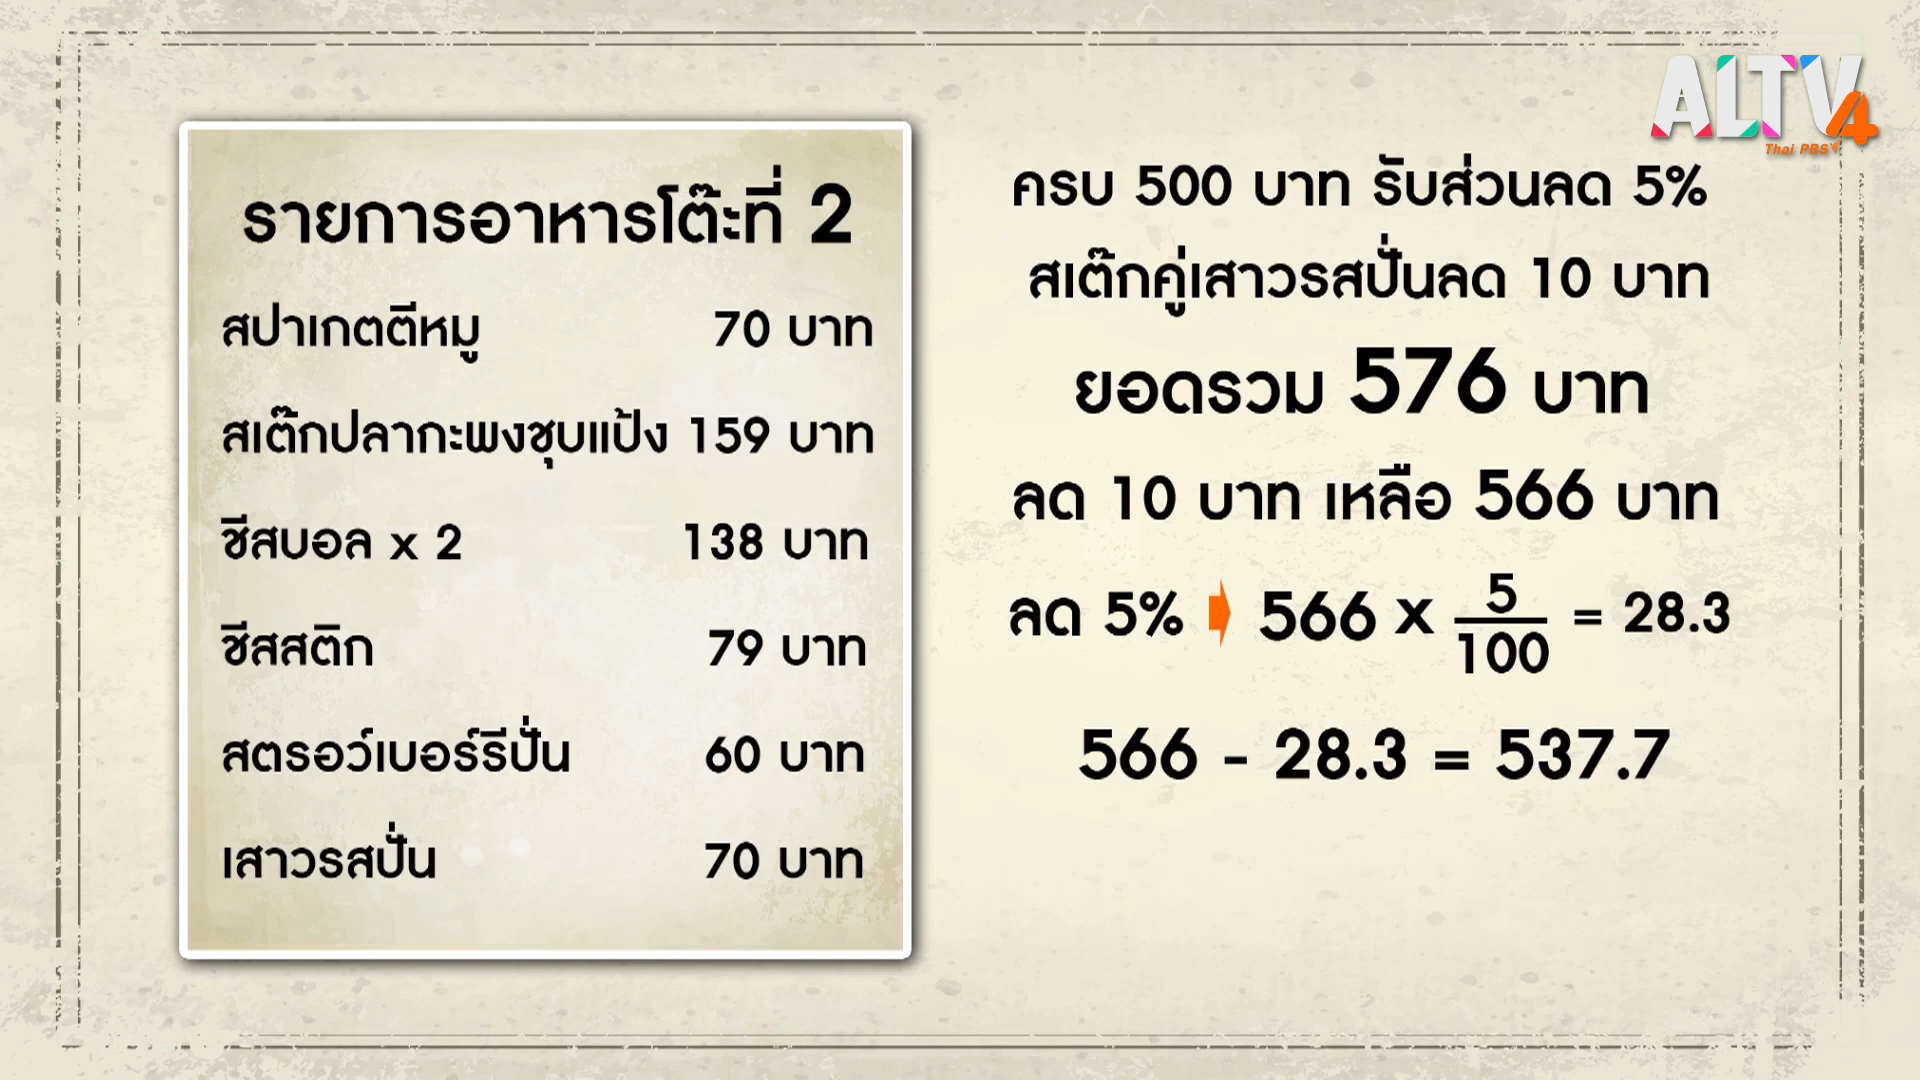 ALTV4
Thai PBS
รายการอาหารโต๊ะที่ 2
สปาเกตตีหมู 70 บาท
สเต๊กปลากะพงชุบแป้ง 159 บาท
ชีสบอล x 2 138 บาท
ชีสสติก 79 บาท
สตรอว์เบอร์รีปั่น 60 บาท
เสาวรสปั่น 70 บาท
ครบ 500 บาท รับส่วนลด 5%
สเต๊กคู่เสาวรสปั่นลด 10 บาท
ยอดรวม 576 บาท
ลด 10 บาท เหลือ 566 บาท
ลด 5% 566 x 5/100 = 28.3
566 - 28.3 = 537.7